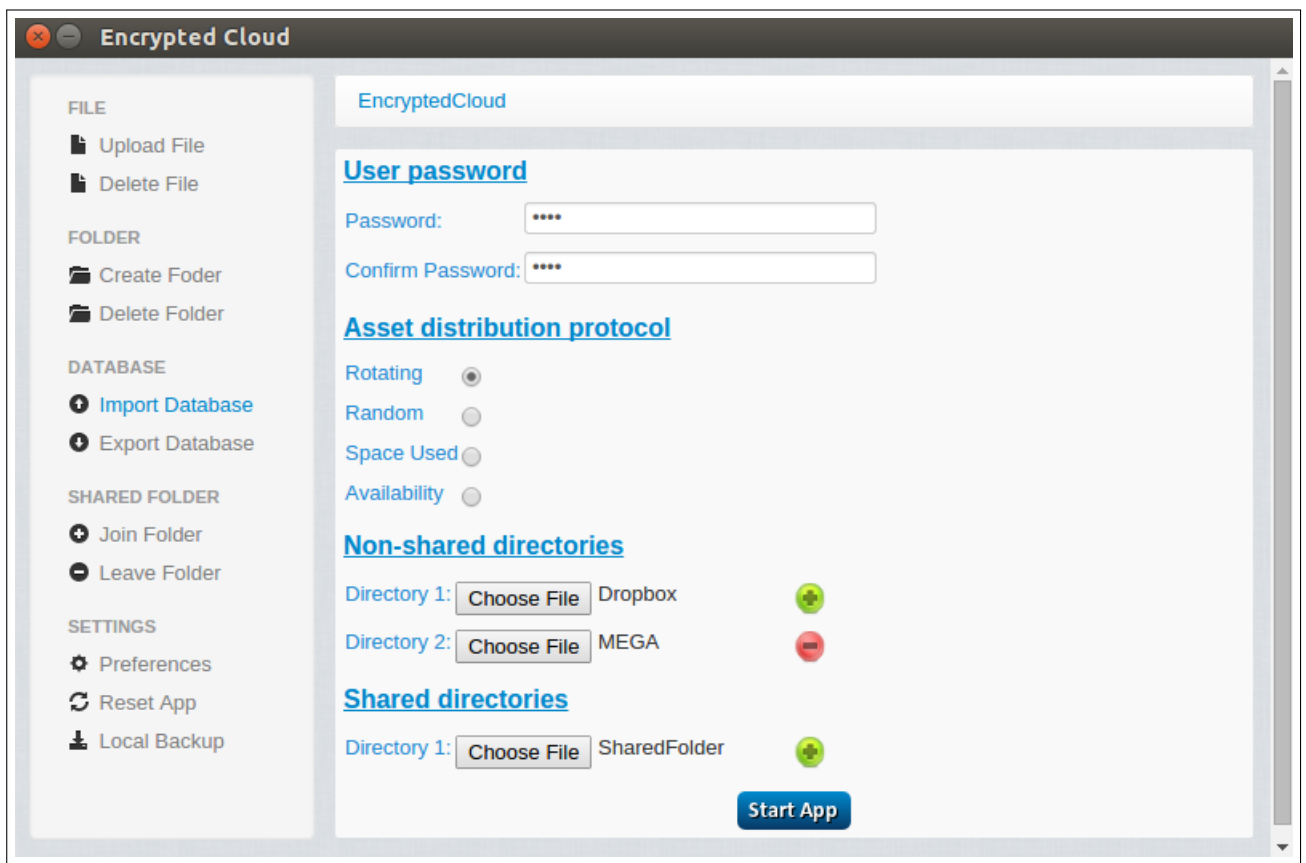 Encrypted Cloud
FILE
Upload File
Delete File
FOLDER
Create Foder
Delete Folder
DATABASE
Import Database
Export Database
SHARED FOLDER
Join Folder
Leave Folder
SETTINGS
Preferences
Reset App
Local Backup
EncryptedCloud
User password
Password: ••••
Confirm Password: ••••
Asset distribution protocol
Rotating
Random
Space Used
Availability
Non-shared directories
Directory 1: Choose File Dropbox
Directory 2: Choose File MEGA
Shared directories
Directory 1: Choose File SharedFolder
Start App